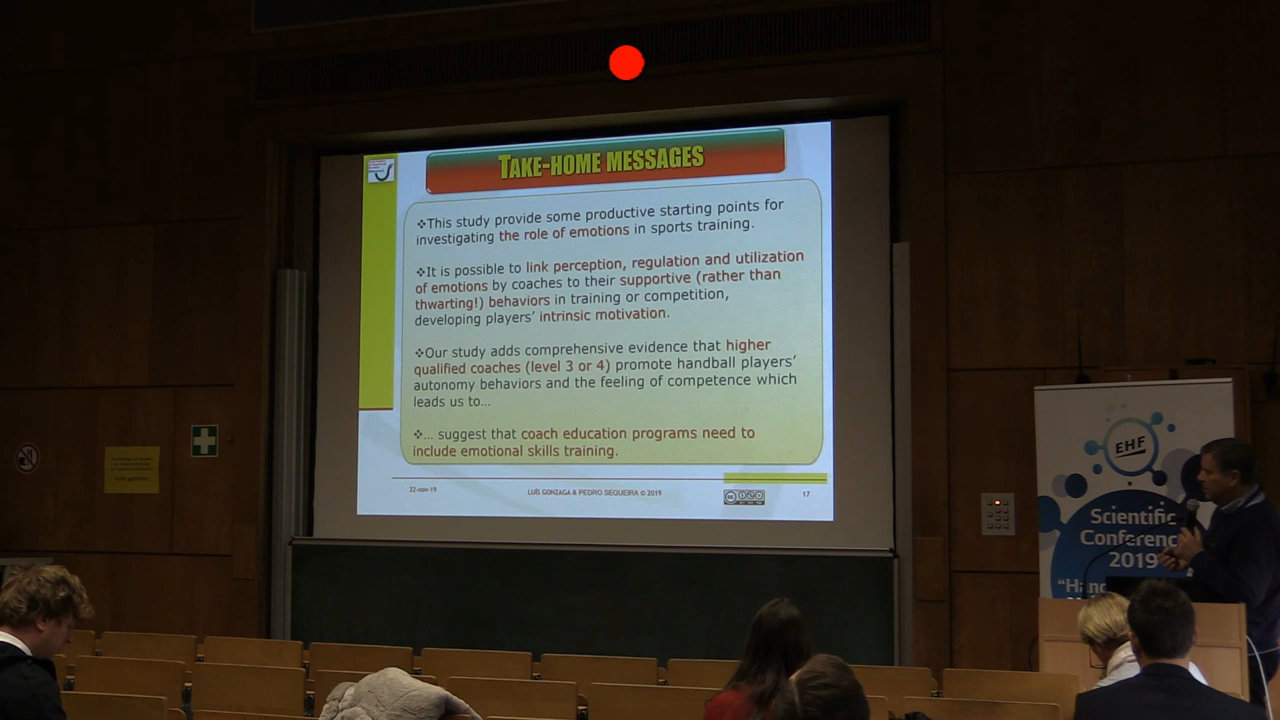 TAKE-HOME MESSAGES
❖This study provide some productive starting points for
investigating the role of emotions in sports training.
❖It is possible to link perception, regulation and utilization
of emotions by coaches to their supportive (rather than
thwarting!) behaviors in training or competition,
developing players' intrinsic motivation.
❖Our study adds comprehensive evidence that higher
qualified coaches (level 3 or 4) promote handball players'
autonomy behaviors and the feeling of competence which
leads us to...
❖... suggest that coach education programs need to
include emotional skills training.
22-nov-19
LUÍS GONZAGA & PEDRO SEQUEIRA © 2019
17
EHF
Scientific
Conferenc
2019
"Hand